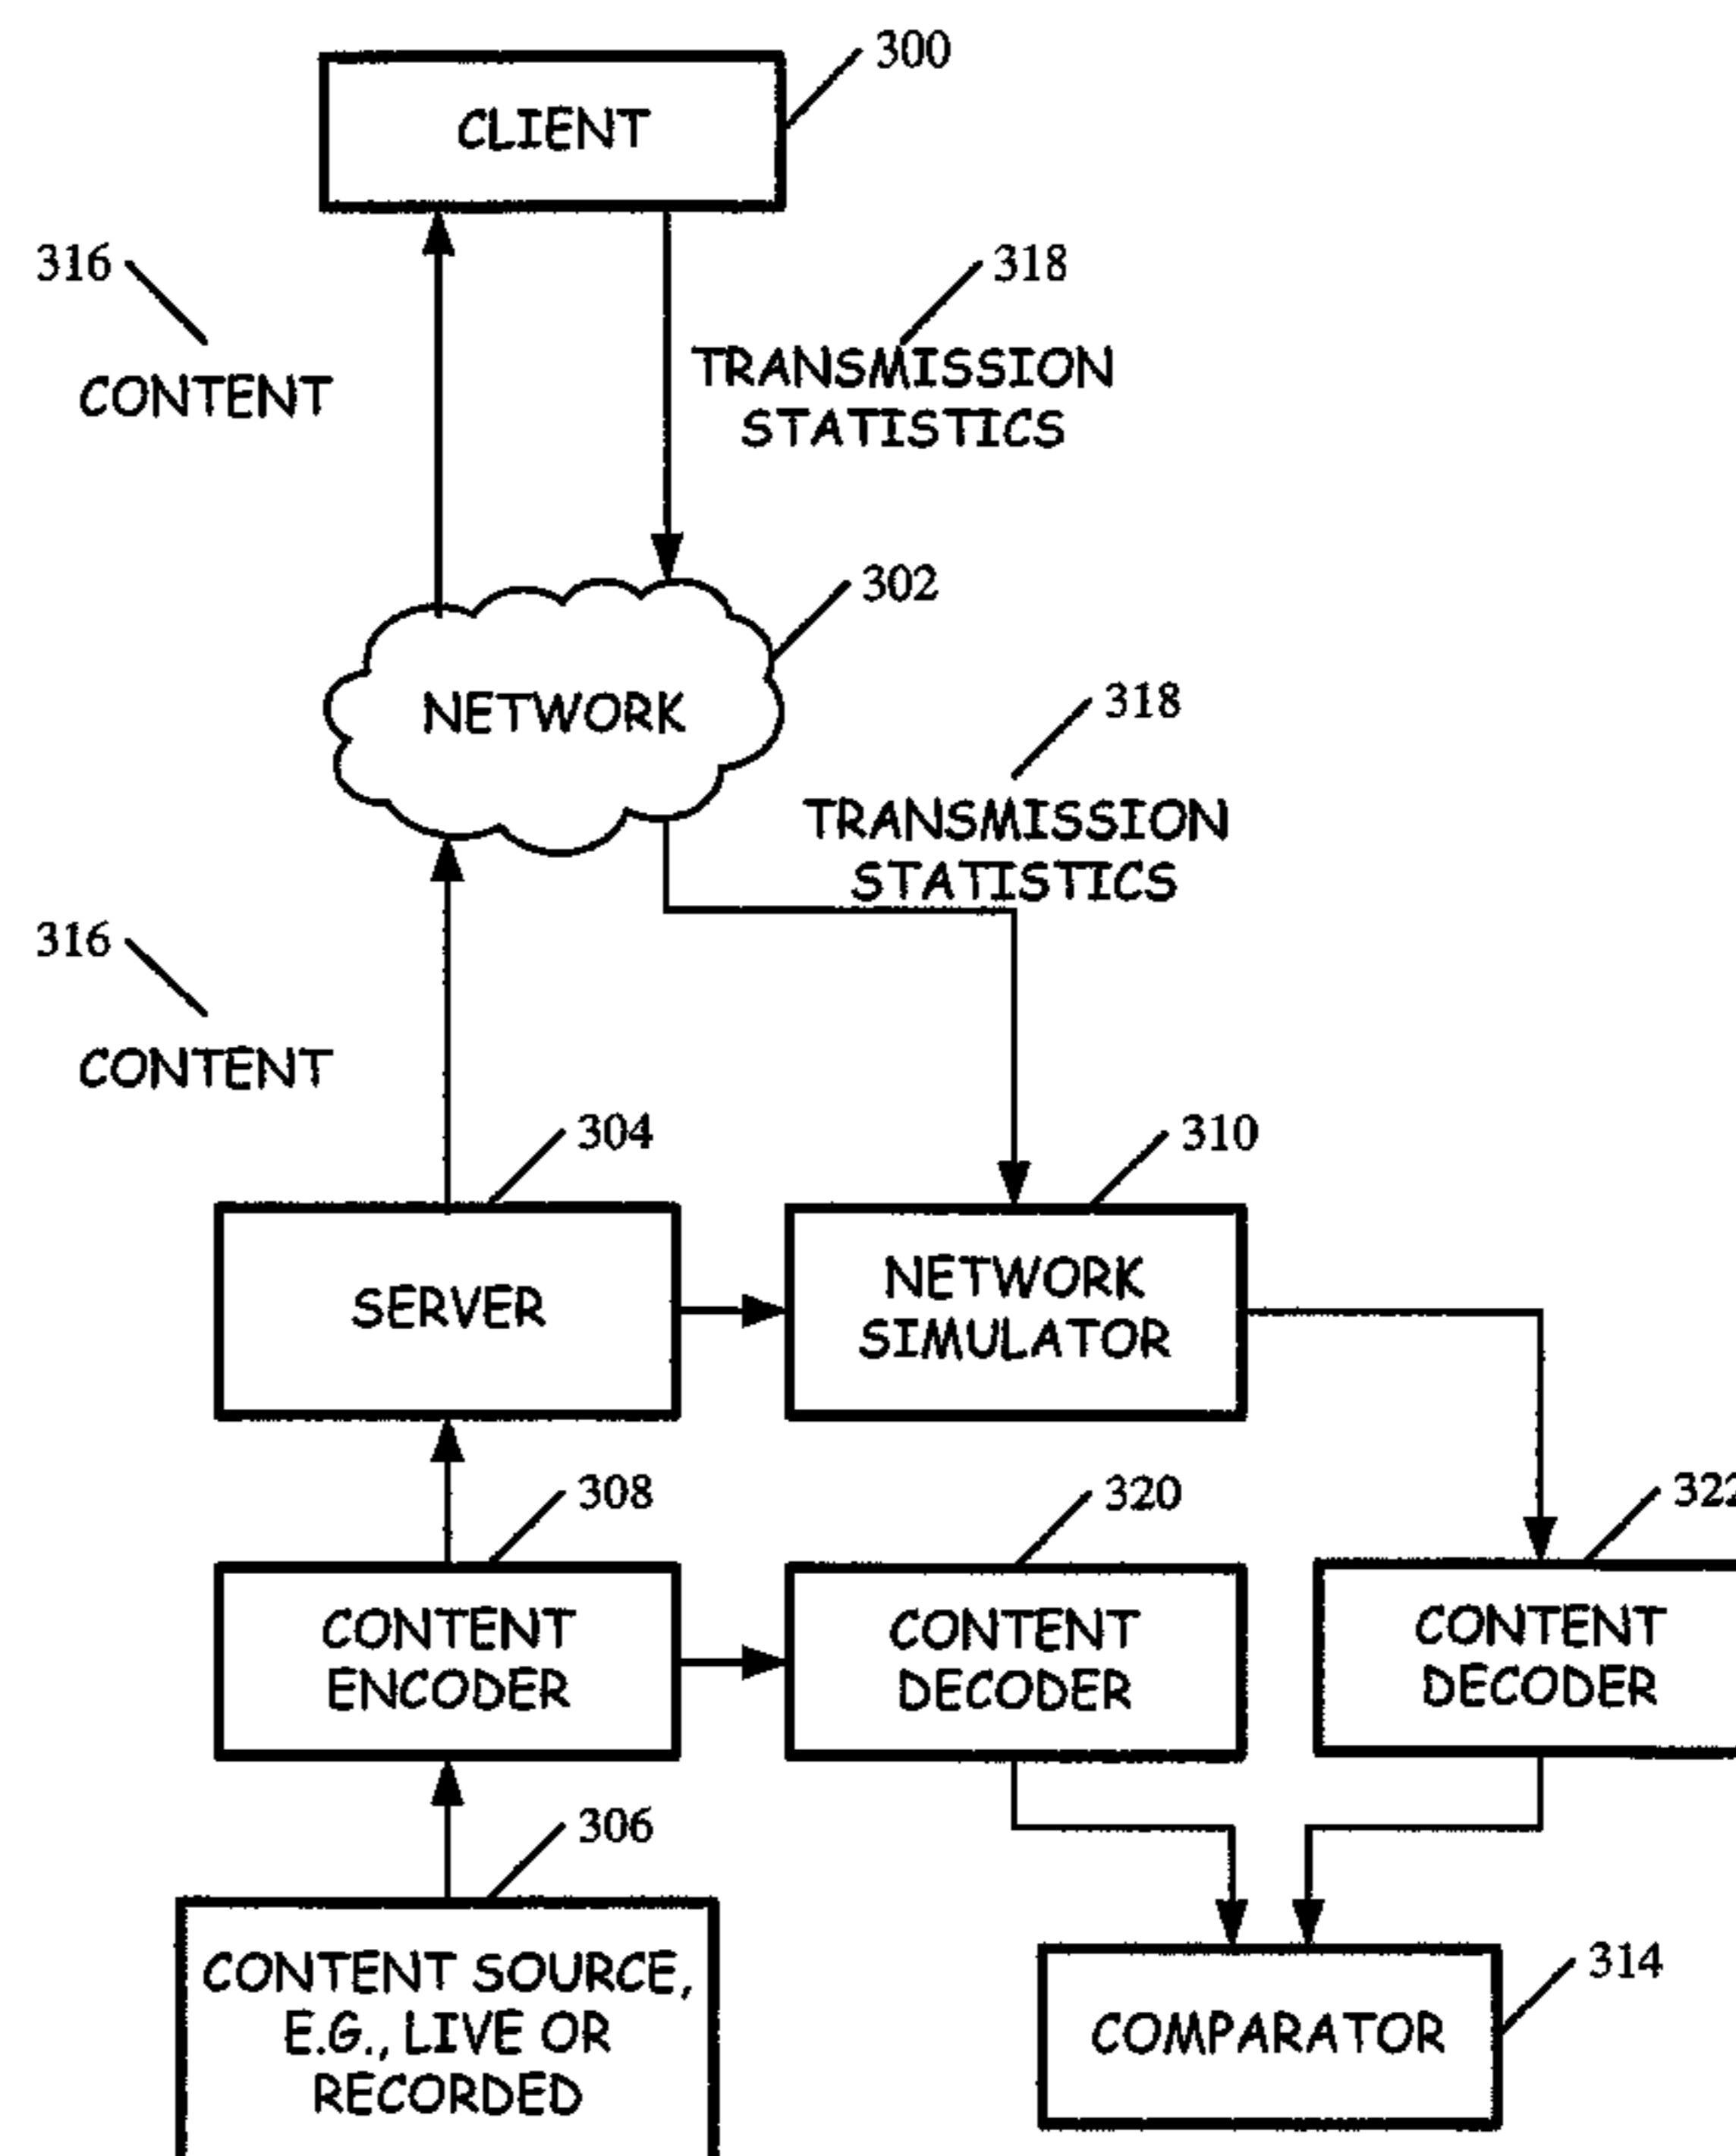 300
CLIENT
316
318
CONTENT
TRANSMISSION
STATISTICS
302
NETWORK
318
TRANSMISSION
STATISTICS
316
CONTENT
304
310
SERVER
NETWORK
SIMULATOR
308
320
322
CONTENT
ENCODER
CONTENT
DECODER
CONTENT
DECODER
306
CONTENT SOURCE,
E.G., LIVE OR
RECORDED
314
COMPARATOR